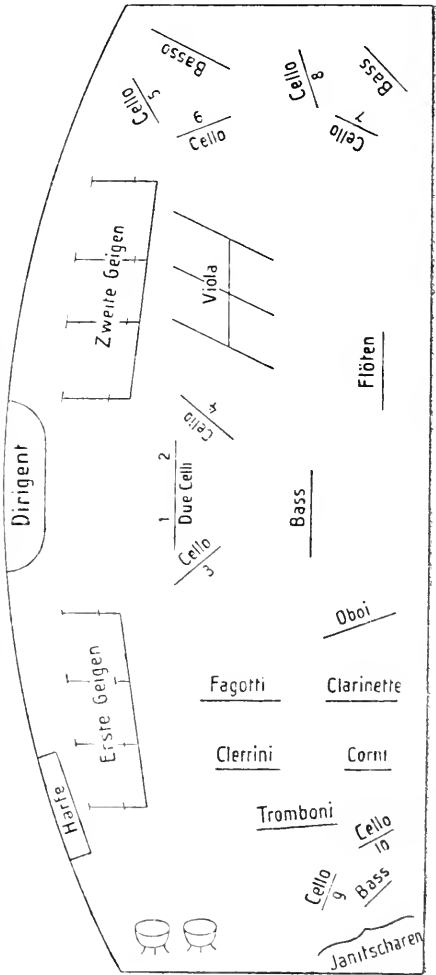 Basso
Cello
5
6
Cello
Cello
8
Bass
7
Cello
Zweite Geigen
Viola
Flöten
Cello
4
Dirigent
1 2
Due Celli
Cello
3
Bass
Oboi
Erste Geigen
Fagotti
Clarinette
Clerrini
Corni
Harfe
Tromboni
Cello
10
Cello
9
Bass
Janitscharen